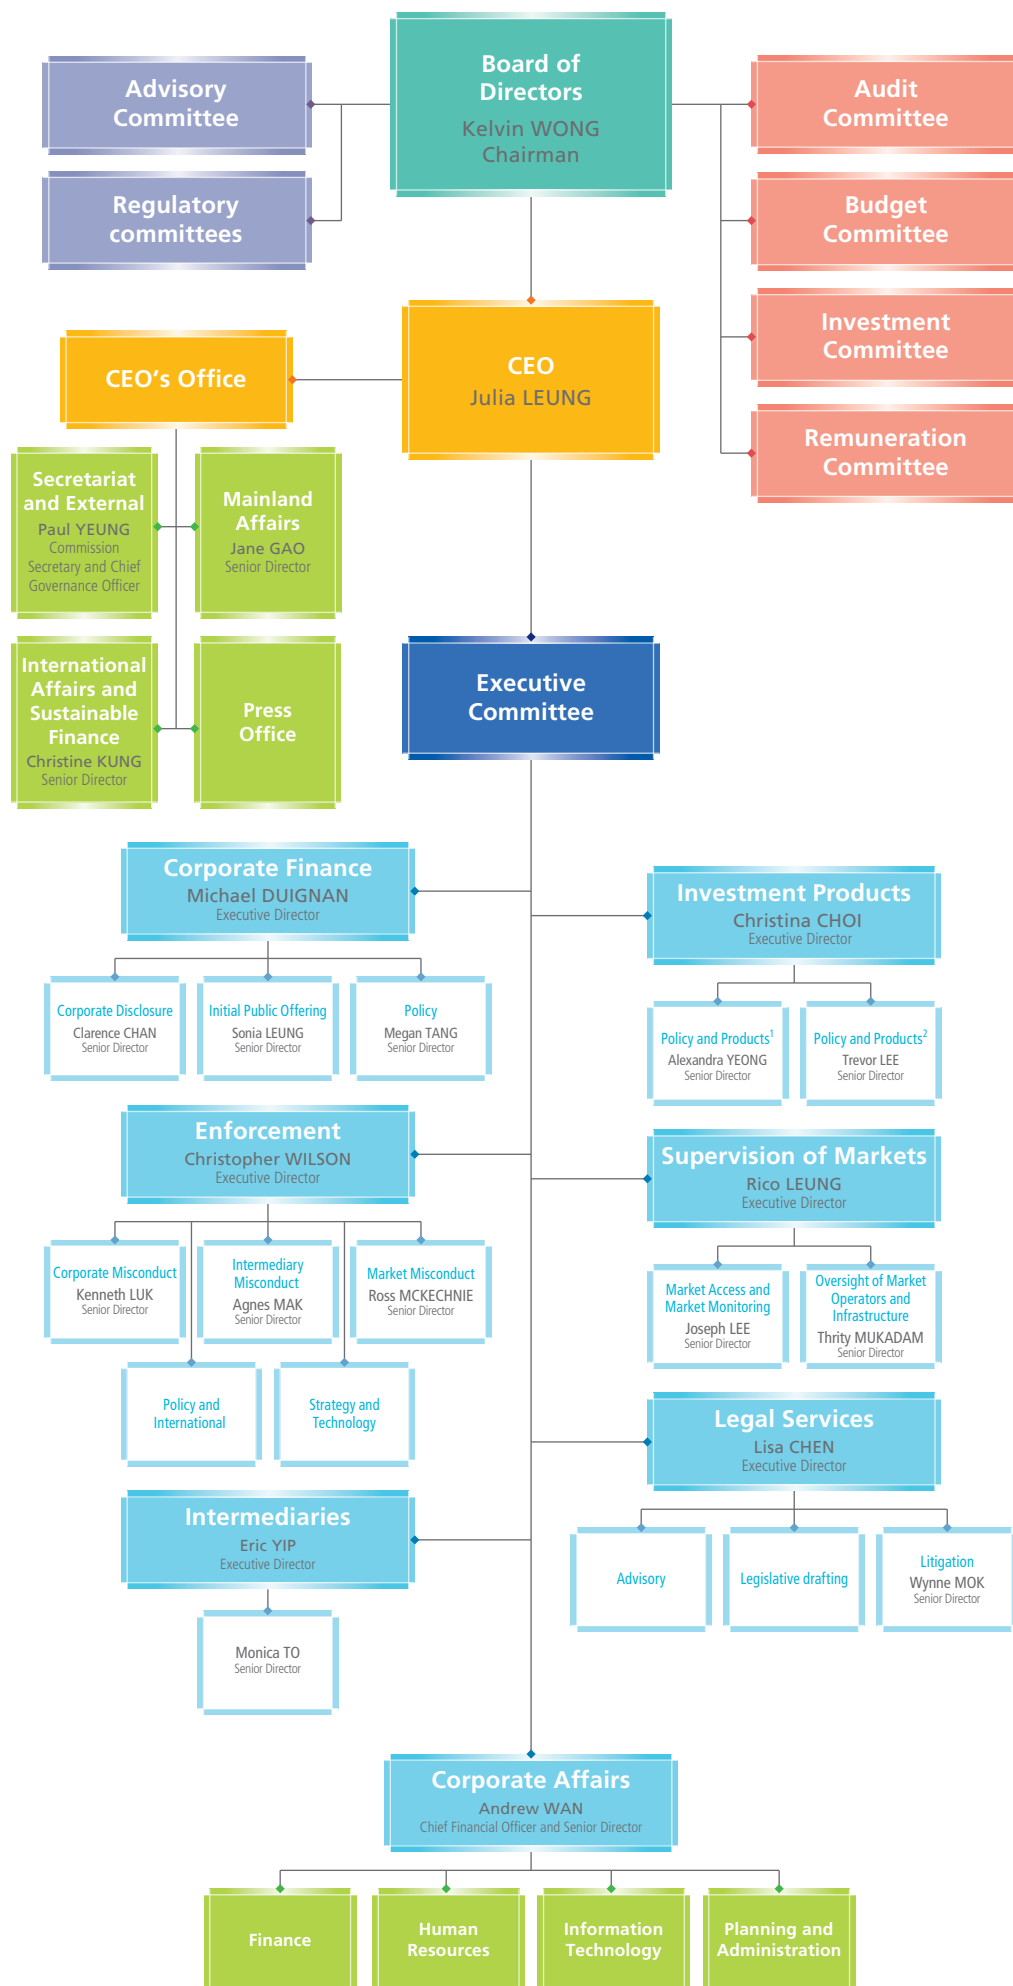 Board of
Directors
Kelvin WONG
Chairman
Advisory
Committee
Regulatory
committees
Audit
Committee
Budget
Committee
Investment
Committee
Remuneration
Committee
CEO
Julia LEUNG
CEO's Office
Secretariat
and External
Paul YEUNG
Commission
Secretary and Chief
Governance Officer
Mainland
Affairs
Jane GAO
Senior Director
International
Affairs and
Sustainable
Finance
Christine KUNG
Senior Director
Press
Office
Executive
Committee
Corporate Finance
Michael DUIGNAN
Executive Director
Corporate Disclosure
Clarence CHAN
Senior Director
Initial Public Offering
Sonia LEUNG
Senior Director
Policy
Megan TANG
Senior Director
Investment Products
Christina CHOI
Executive Director
Policy and Products¹
Alexandra YEONG
Senior Director
Policy and Products²
Trevor LEE
Senior Director
Enforcement
Christopher WILSON
Executive Director
Corporate Misconduct
Kenneth LUK
Senior Director
Intermediary
Misconduct
Agnes MAK
Senior Director
Market Misconduct
Ross MCKECHNIE
Senior Director
Policy and
International
Strategy and
Technology
Supervision of Markets
Rico LEUNG
Executive Director
Market Access and
Market Monitoring
Joseph LEE
Senior Director
Oversight of Market
Operators and
Infrastructure
Thrity MUKADAM
Senior Director
Legal Services
Lisa CHEN
Executive Director
Advisory
Legislative drafting
Litigation
Wynne MOK
Senior Director
Intermediaries
Eric YIP
Executive Director
Monica TO
Senior Director
Corporate Affairs
Andrew WAN
Chief Financial Officer and Senior Director
Finance
Human
Resources
Information
Technology
Planning and
Administration